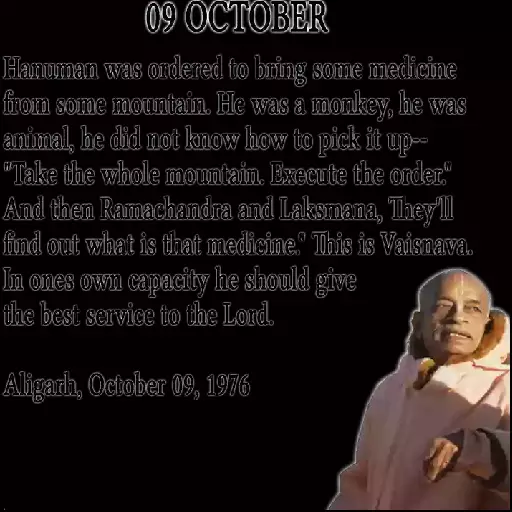 09 OCTOBER
Hanuman was ordered to bring some medicine
from some mountain. He was a monkey, he was
animal, he did not know how to pick it up--
"Take the whole mountain. Execute the order."
And then Ramachandra and Laksmana, They'll
find out what is that medicine." This is Vaisnava.
In ones own capacity he should give
the best service to the Lord.
Aligarh, October 09, 1976